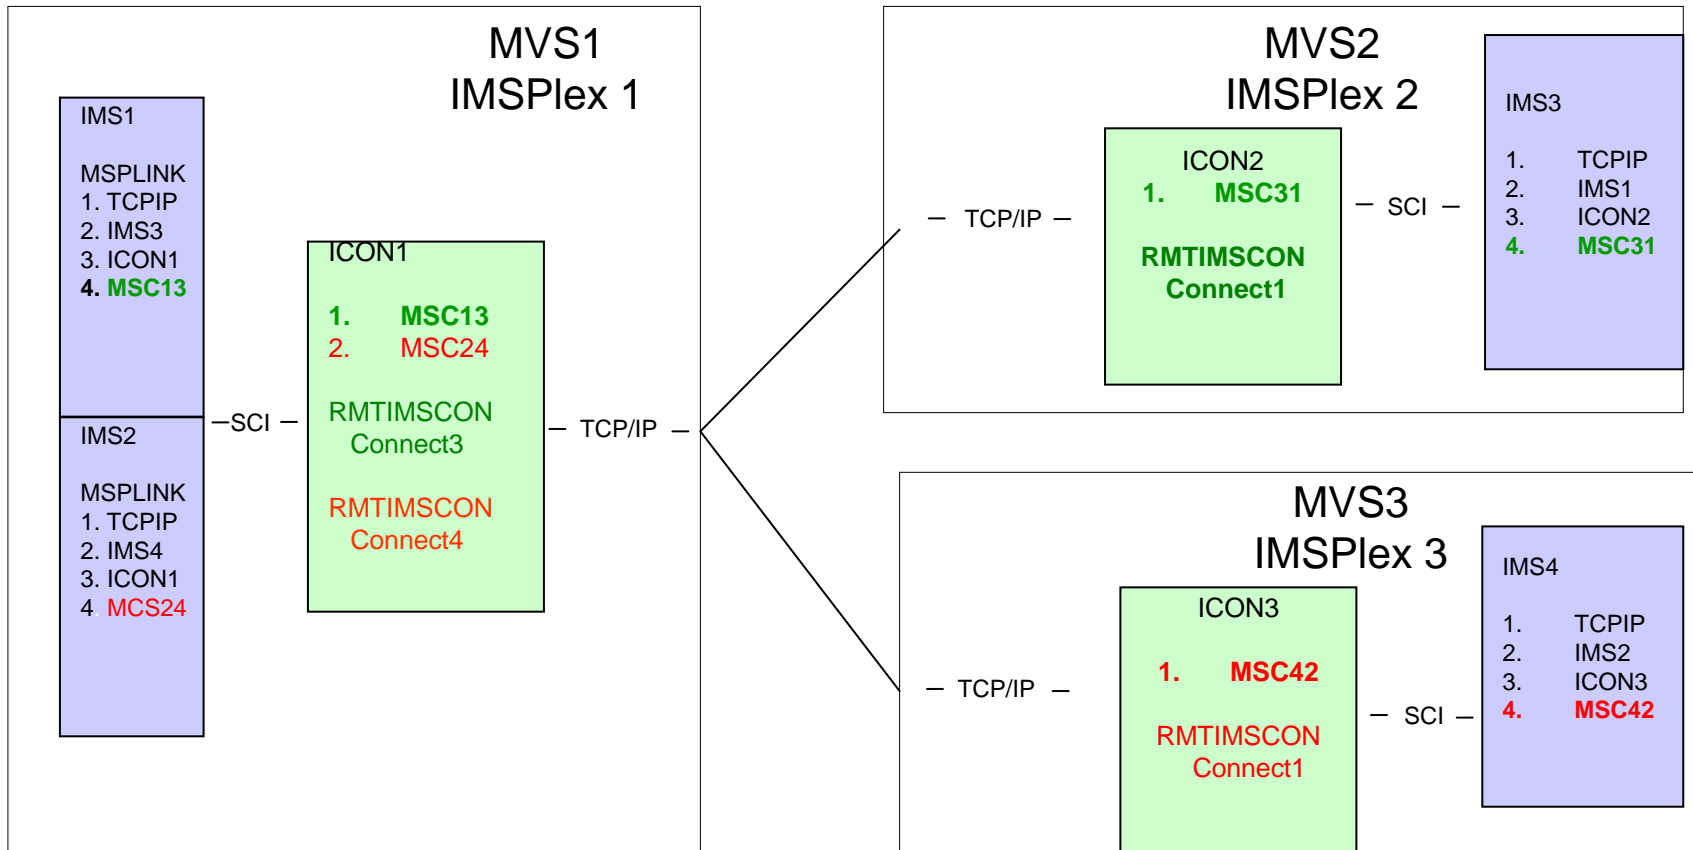 MVS1
IMSPlex 1
IMS1
MSPLINK
1. TCPIP
2. IMS3
3. ICON1
4. MSC13
IMS2
MSPLINK
1. TCPIP
2. IMS4
3. ICON1
4 MCS24
SCI
ICON1
1. MSC13
2. MSC24
RMTIMSCON
Connect3
RMTIMSCON
Connect4
TCP/IP
MVS2
IMSPlex 2
TCP/IP
ICON2
1. MSC31
RMTIMSCON
Connect1
SCI
IMS3
1. TCPIP
2. IMS1
3. ICON2
4. MSC31
MVS3
IMSPlex 3
TCP/IP
ICON3
1. MSC42
RMTIMSCON
Connect1
SCI
IMS4
1. TCPIP
2. IMS2
3. ICON3
4. MSC42